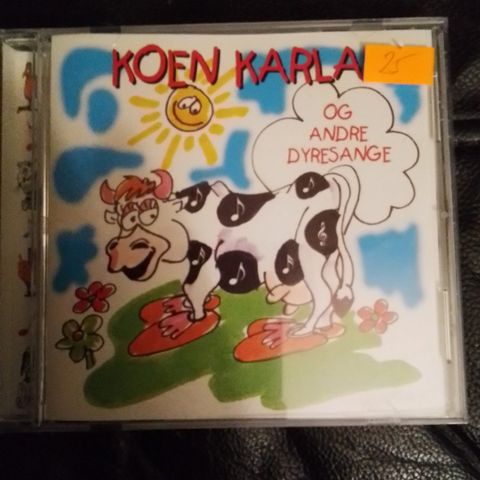 KOEN KARLA
25
OG
ANDRE
DYRESANGE